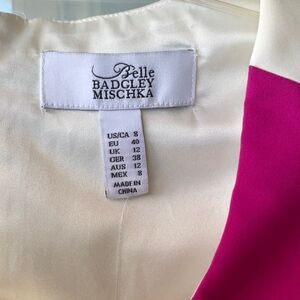 Belle
BADGLEY
MISCHKA
US/CA 8
EU 40
UK 12
GER 38
AUS 12
MEX 8
MADE IN
CHINA